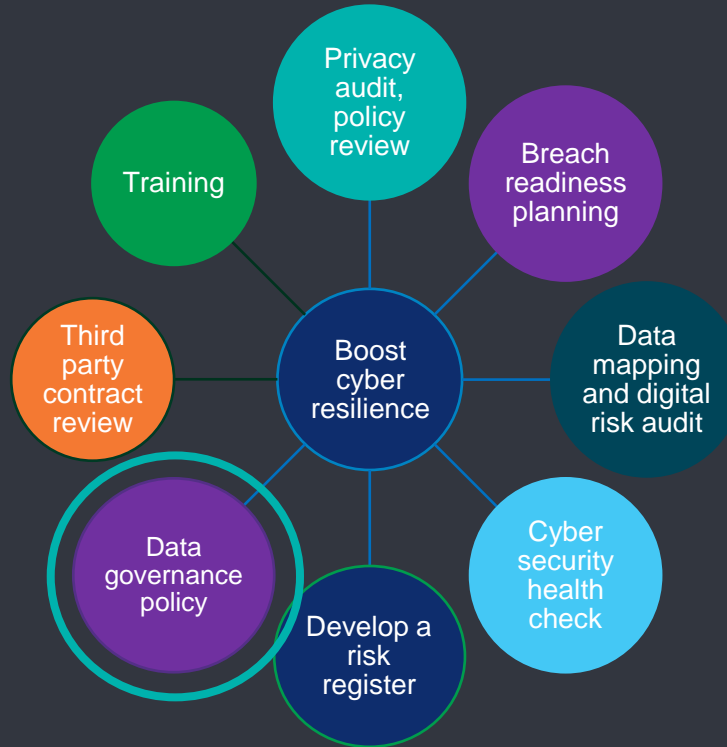 Privacy
audit,
policy
review
Breach
readiness
planning
Data
mapping
and digital
risk audit
Cyber
security
health
check
Develop a
risk
register
Data
governance
policy
Third
party
contract
review
Training
Boost
cyber
resilience